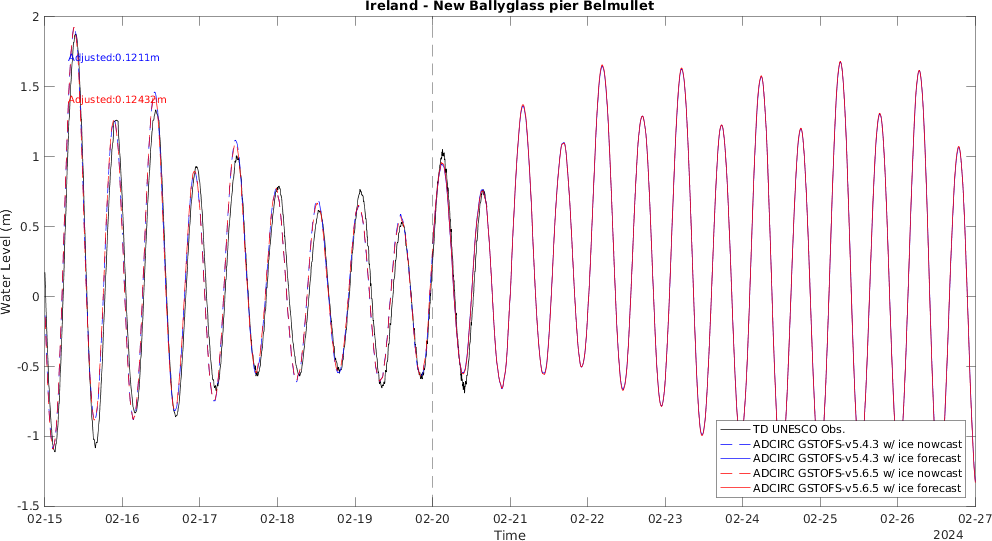 Ireland - New Ballyglass pier Belmullet
Adjusted:0.1211m
Adjusted:0.12432m
Water Level (m)
2
1.5
1
0.5
0
-0.5
-1
-1.5
TD UNESCO Obs.
ADCIRC GSTOFS-v5.4.3 w/ ice nowcast
ADCIRC GSTOFS-v5.4.3 w/ ice forecast
ADCIRC GSTOFS-v5.6.5 w/ ice nowcast
ADCIRC GSTOFS-v5.6.5 w/ ice forecast
02-15 02-16 02-17 02-18 02-19 02-20 02-21 02-22 02-23 02-24 02-25 02-26 02-27
Time
2024